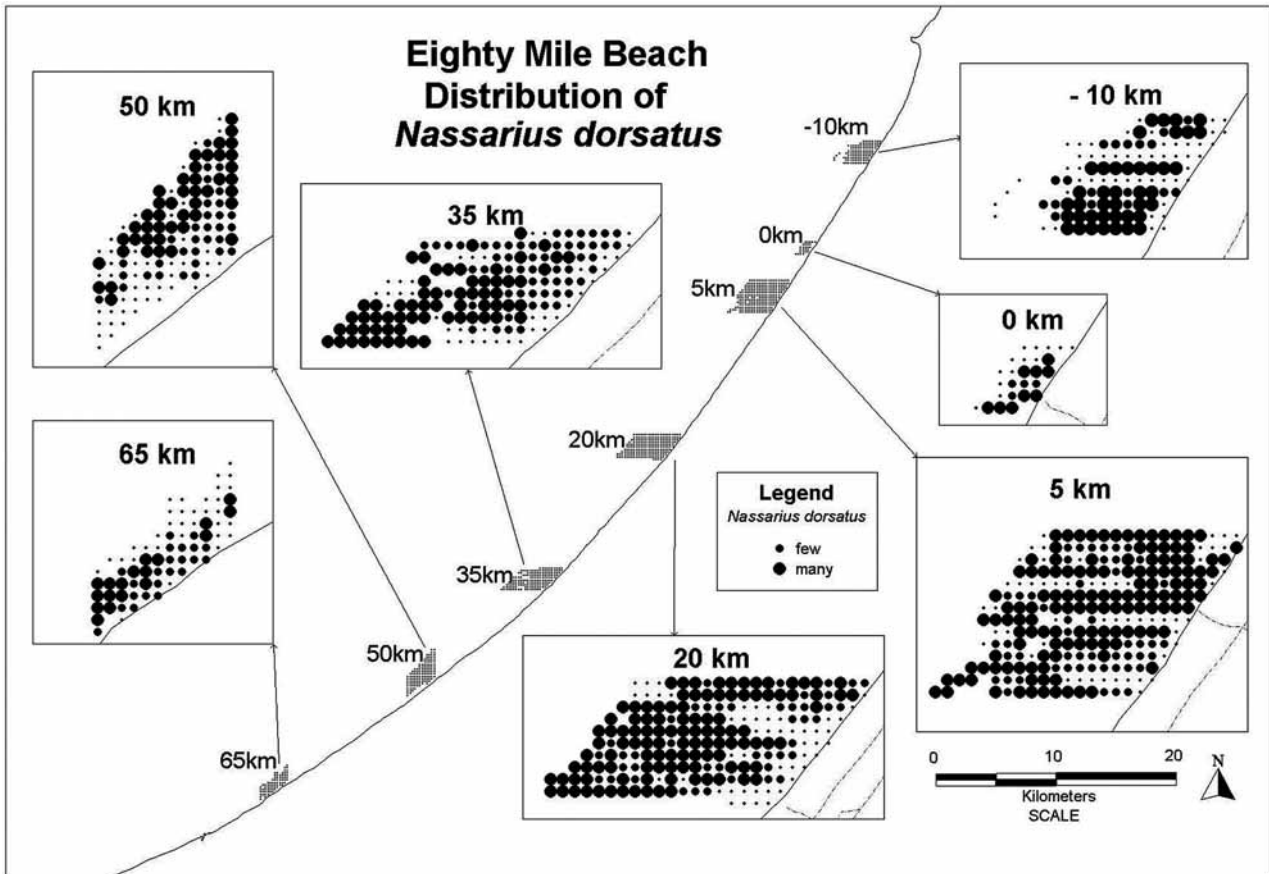 Eighty Mile Beach
Distribution of
Nassarius dorsatus
50 km
35 km
- 10 km
-10km
0km
5km
0 km
65 km
20km
Legend
Nassarius dorsatus
few
many
5 km
35km
50km
20 km
65km
0 10 20
Kilometers
SCALE
N